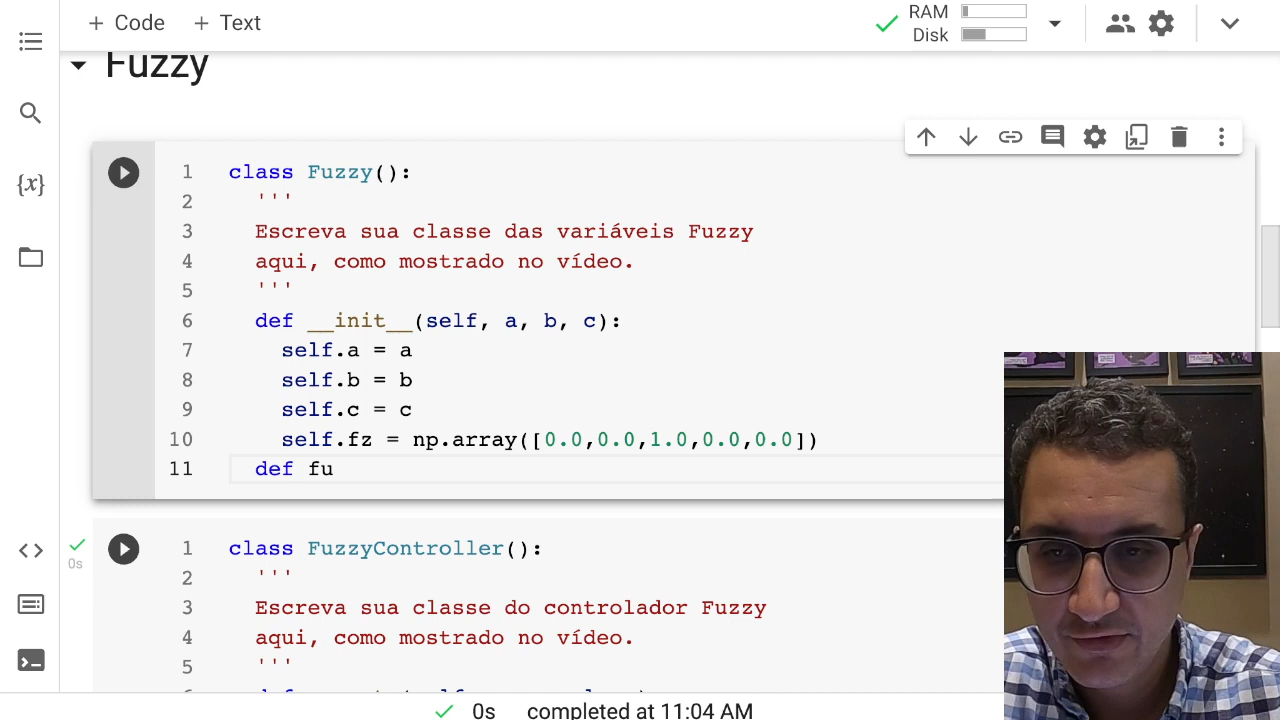 + Code + Text
RAM
Disk
Fuzzy
{x}
1 class Fuzzy():
2 '''
3 Escreva sua classe das variáveis Fuzzy
4 aqui, como mostrado no vídeo.
5 '''
6 def __init__(self, a, b, c):
7 self.a = a
8 self.b = b
9 self.c = c
10 self.fz = np.array([0.0,0.0,1.0,0.0,0.0])
11 def fu
0s
1 class FuzzyController():
2 '''
3 Escreva sua classe do controlador Fuzzy
4 aqui, como mostrado no vídeo.
5 '''
0s completed at 11:04 AM